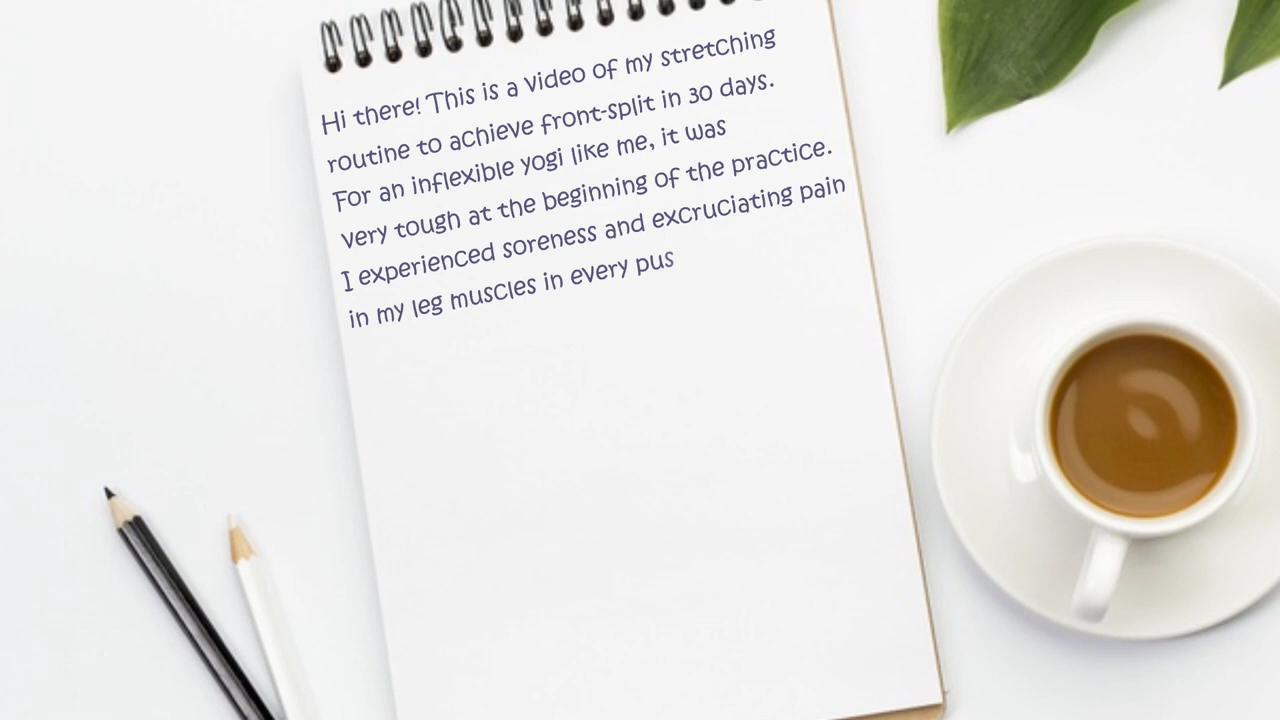 Hi there! This is a video of my stretching
routine to achieve front-split in 30 days.
For an inflexible yogi like me, it was
very tough at the beginning of the practice.
I experienced soreness and excruciating pain
in my leg muscles in every pus